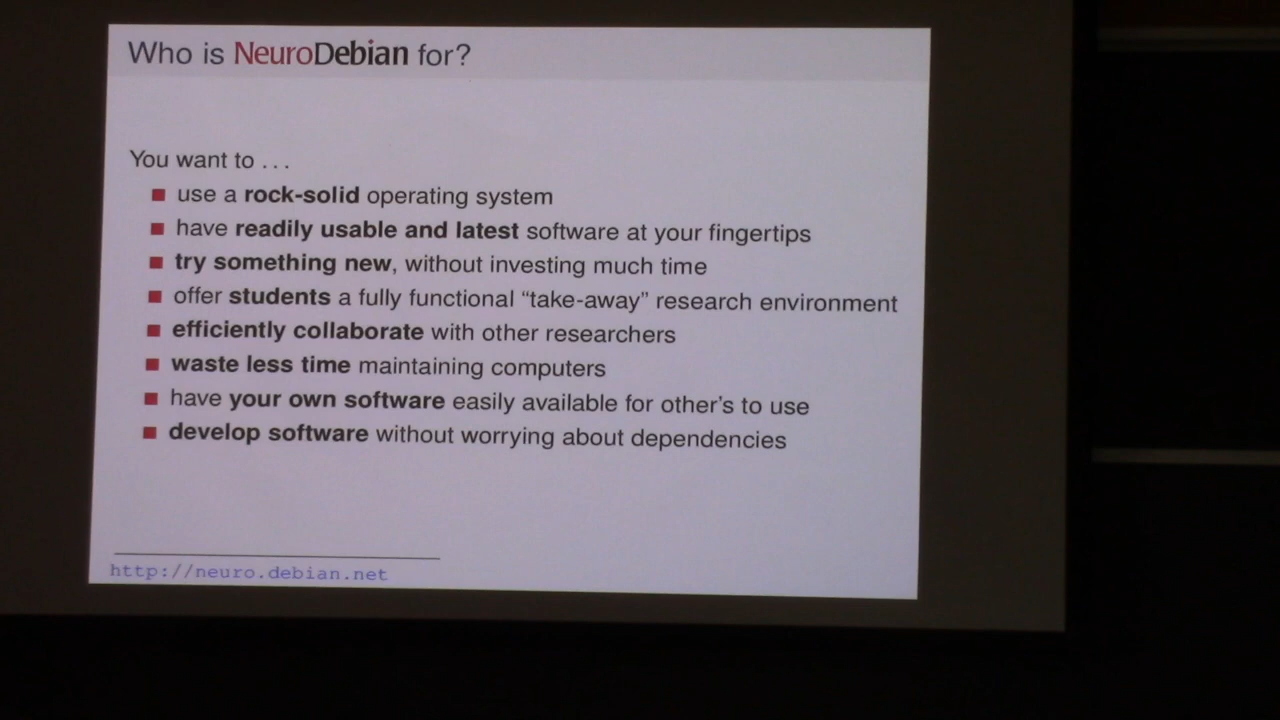 Who is NeuroDebian for?
You want to ...
use a rock-solid operating system
have readily usable and latest software at your fingertips
try something new, without investing much time
offer students a fully functional “take-away” research environment
efficiently collaborate with other researchers
waste less time maintaining computers
have your own software easily available for other's to use
develop software without worrying about dependencies
http://neuro.debian.net